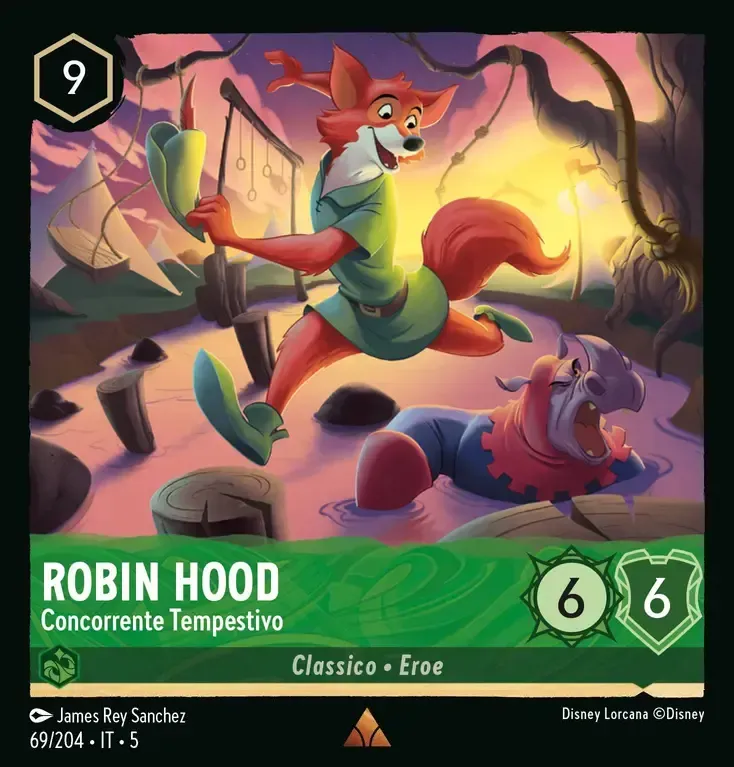 9
ROBIN HOOD
Concorrente Tempestivo
6
6
Classico • Eroe
James Rey Sanchez
Disney Lorcana ©Disney
69/204 • IT • 5